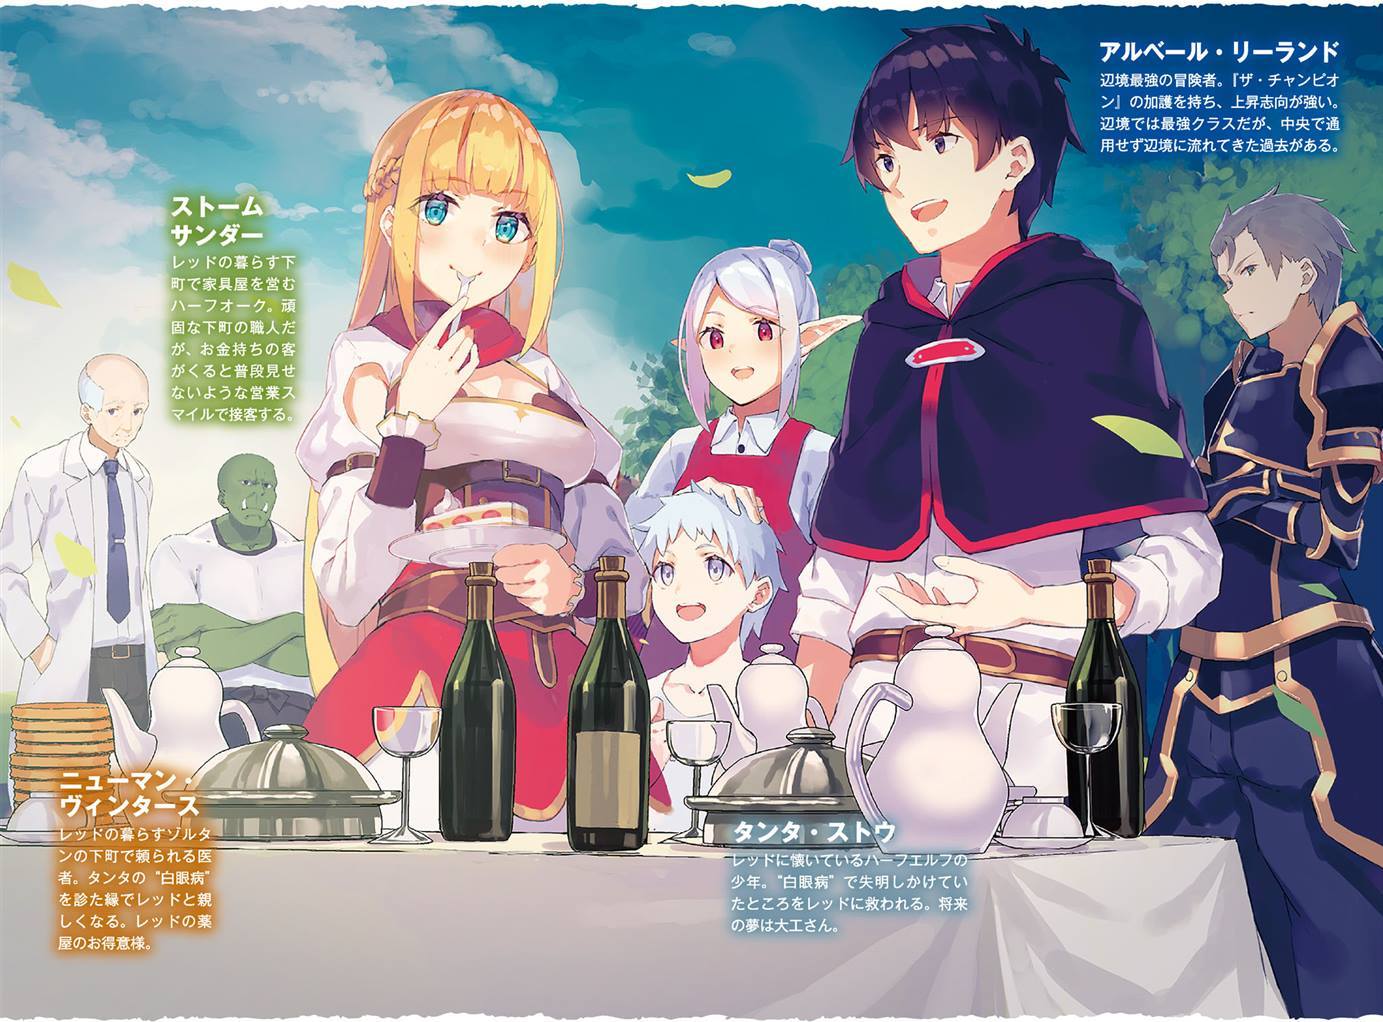 アルベール・リーランド
辺境最強の冒険者。『ザ・チャンピオ
ン』の加護を持ち、上昇志向が強い。
辺境では最強クラスだが、中央で通
用せず辺境に流れてきた過去がある。
ストーム
サンダー
レッドの暮らす下
町で家具屋を営む
ハーフオーク。頑
固な下町の職人だ
が、お金持ちの客
がくると普段見せ
ないような営業ス
マイルで接客する。
ニューマン・
ヴィンタース
レッドの暮らすゾルタ
ンの下町で頼られる医
者。タンタの“白眼病”
を診た縁でレッドと親
しくなる。レッドの薬
屋のお得意様。
タンタ・ストウ
レッドに懐いているハーフエルフの
少年。“白眼病”で失明しかけてい
たところをレッドに救われる。将来
の夢は大工さん。